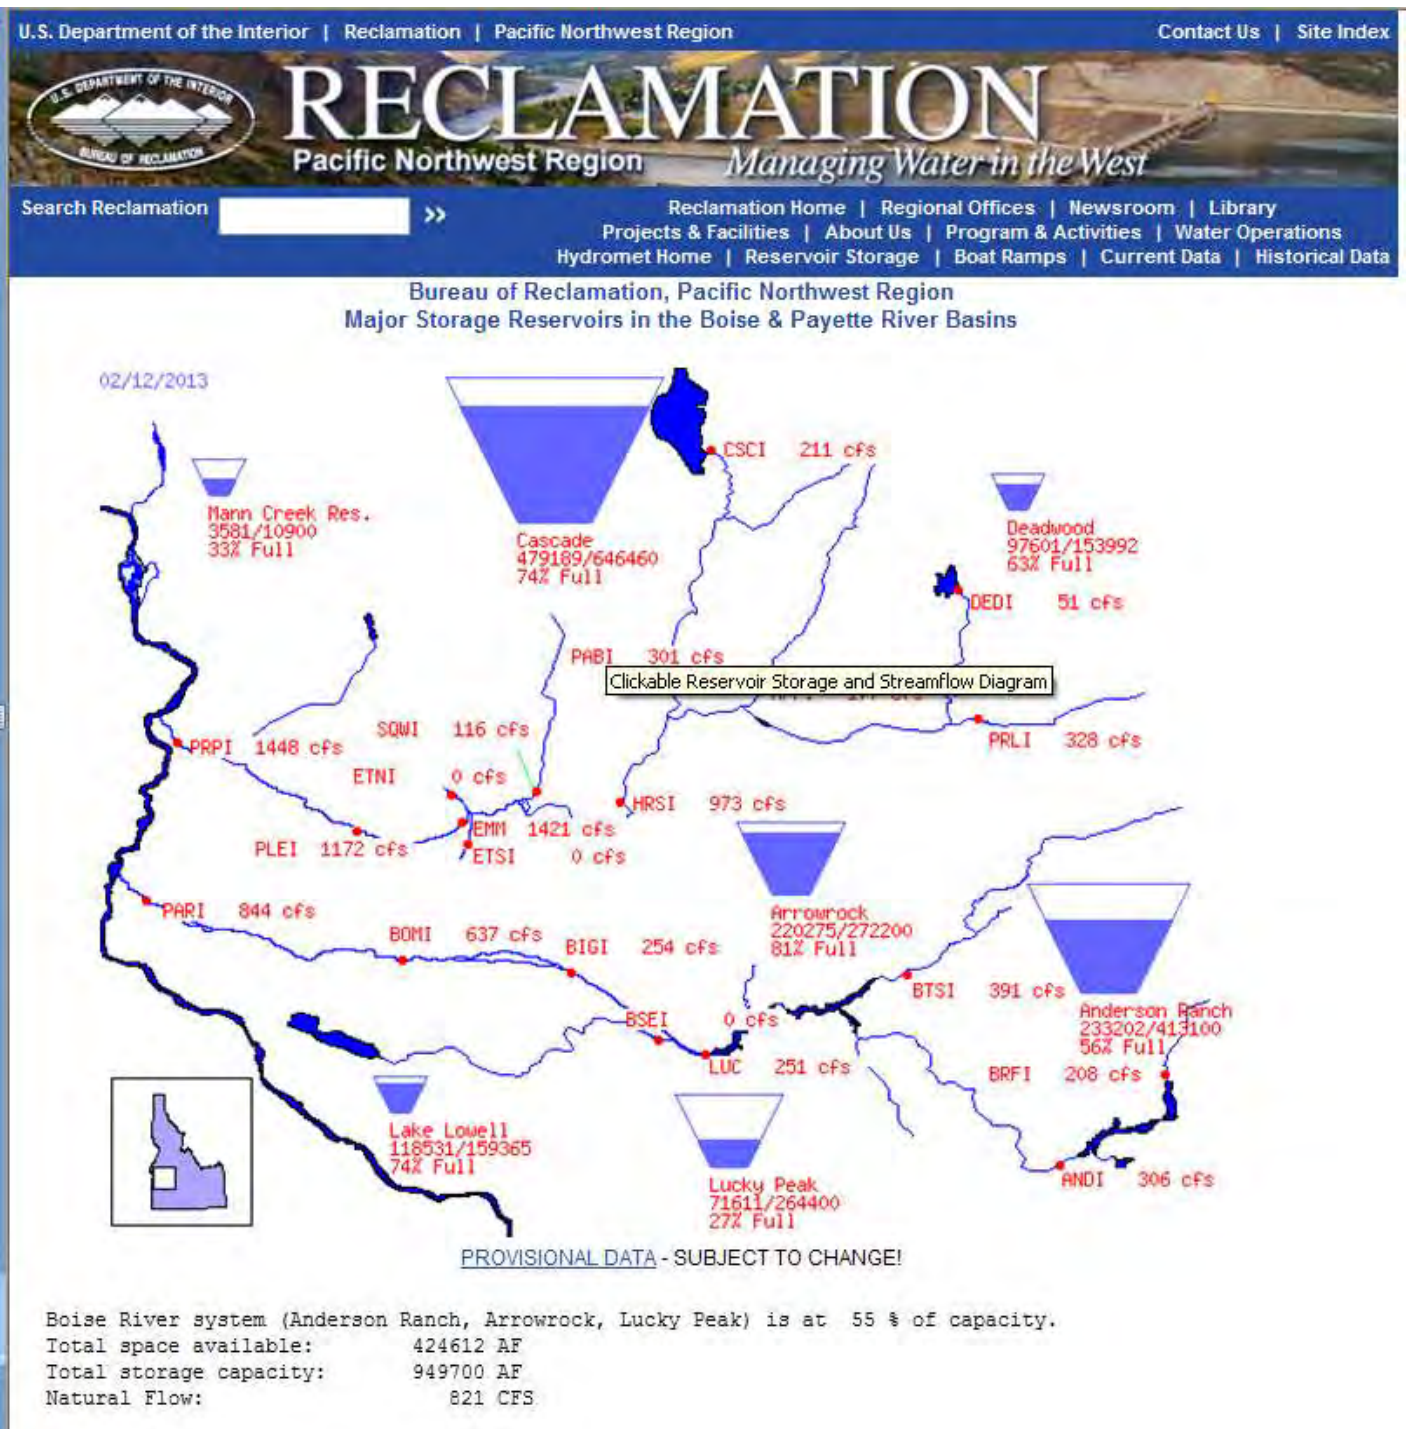 U.S. Department of the Interior | Reclamation | Pacific Northwest Region
Contact Us | Site Index
U.S. DEPARTMENT OF THE INTERIOR
BUREAU OF RECLAMATION
RECLAMATION
Pacific Northwest Region
Managing Water in the West
Search Reclamation
»
Reclamation Home | Regional Offices | Newsroom | Library
Projects & Facilities | About Us | Program & Activities | Water Operations
Hydromet Home | Reservoir Storage | Boat Ramps | Current Data | Historical Data
Bureau of Reclamation, Pacific Northwest Region
Major Storage Reservoirs in the Boise & Payette River Basins
02/12/2013
CSCI 211 cfs
Mann Creek Res.
3581/10900
33% Full
Cascade
479189/646460
74% Full
Deadwood
97601/153992
63% Full
DEDI 51 cfs
PABI 301 cfs
Clickable Reservoir Storage and Streamflow Diagram
SQWI 116 cfs
PRPI 1448 cfs
PRLI 328 cfs
ETNI 0 cfs
HRSI 973 cfs
EMM 1421 cfs
PLEI 1172 cfs
ETSI 0 cfs
PARI 844 cfs
Arrowrock
220275/272200
81% Full
BOMI 637 cfs
BIGI 254 cfs
BTSI 391 cfs
Anderson Ranch
233202/413100
56% Full
BSEI 0 cfs
LUC 251 cfs
BRFI 208 cfs
Lake Lowell
118531/159365
74% Full
Lucky Peak
71611/264400
27% Full
ANDI 306 cfs
PROVISIONAL DATA - SUBJECT TO CHANGE!
Boise River system (Anderson Ranch, Arrowrock, Lucky Peak) is at 55 % of capacity.
Total space available: 424612 AF
Total storage capacity: 949700 AF
Natural Flow: 821 CFS